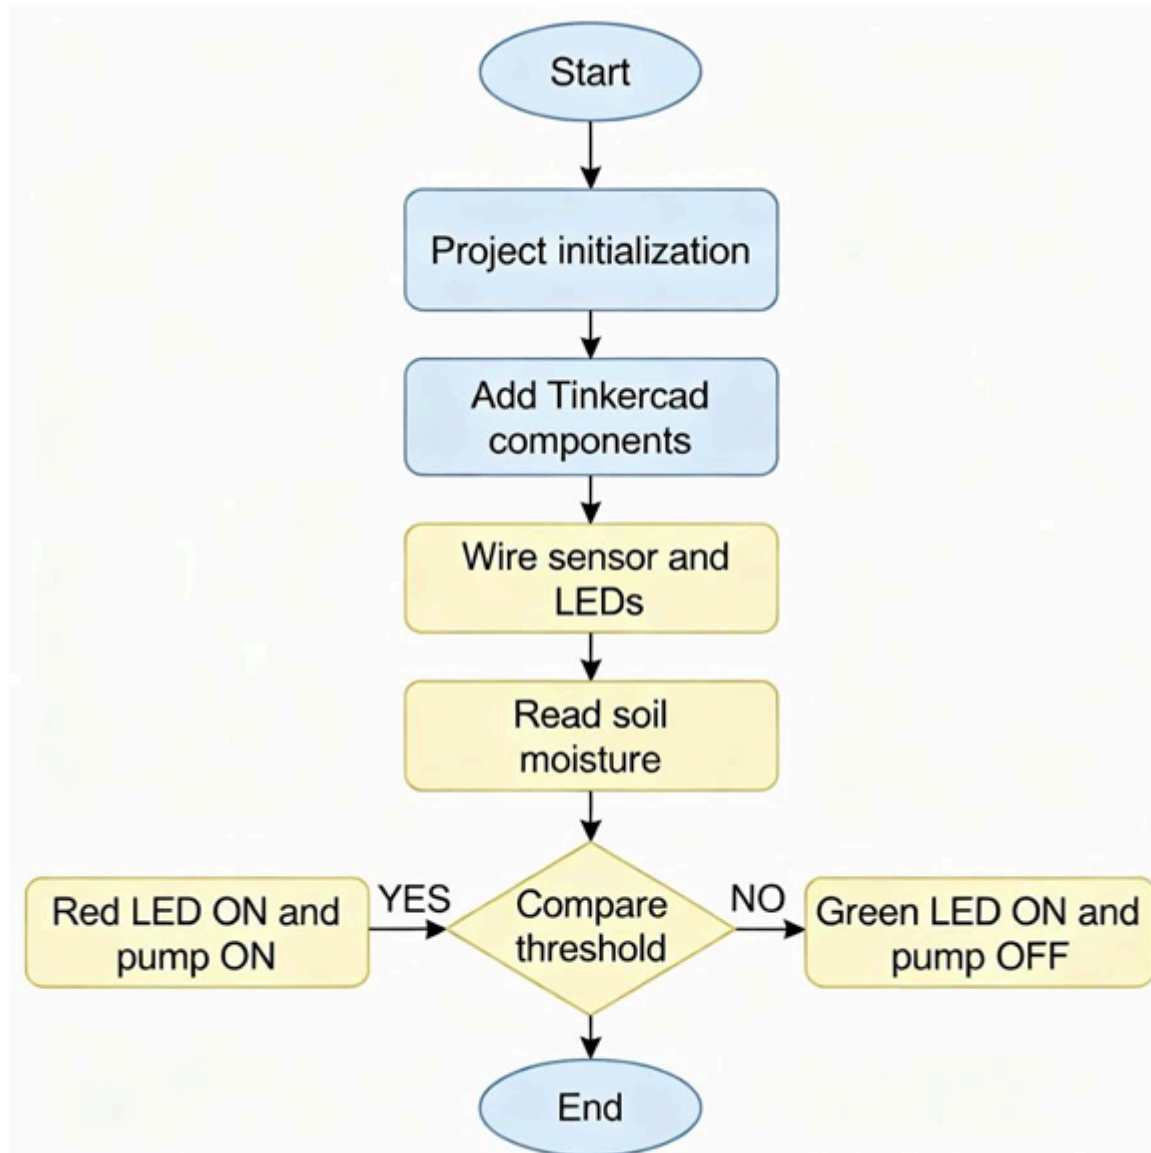 Start
Project initialization
Add Tinkercad
components
Wire sensor and
LEDs
Read soil
moisture
Red LED ON and
pump ON
YES
Compare
threshold
NO
Green LED ON and
pump OFF
End